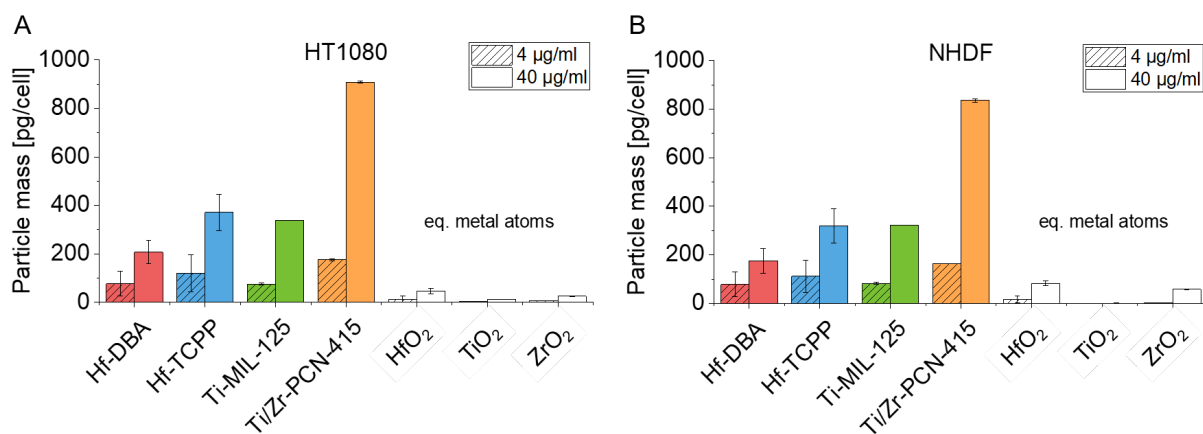 A
HT1080
4 µg/ml
40 µg/ml
Particle mass [pg/cell]
1000
800
600
400
200
0
eq. metal atoms
Hf-DBA
Hf-TCPP
Ti-MIL-125
Ti/Zr-PCN-415
HfO₂
TiO₂
ZrO₂
B
NHDF
4 µg/ml
40 µg/ml
Particle mass [pg/cell]
1000
800
600
400
200
0
eq. metal atoms
Hf-DBA
Hf-TCPP
Ti-MIL-125
Ti/Zr-PCN-415
HfO₂
TiO₂
ZrO₂